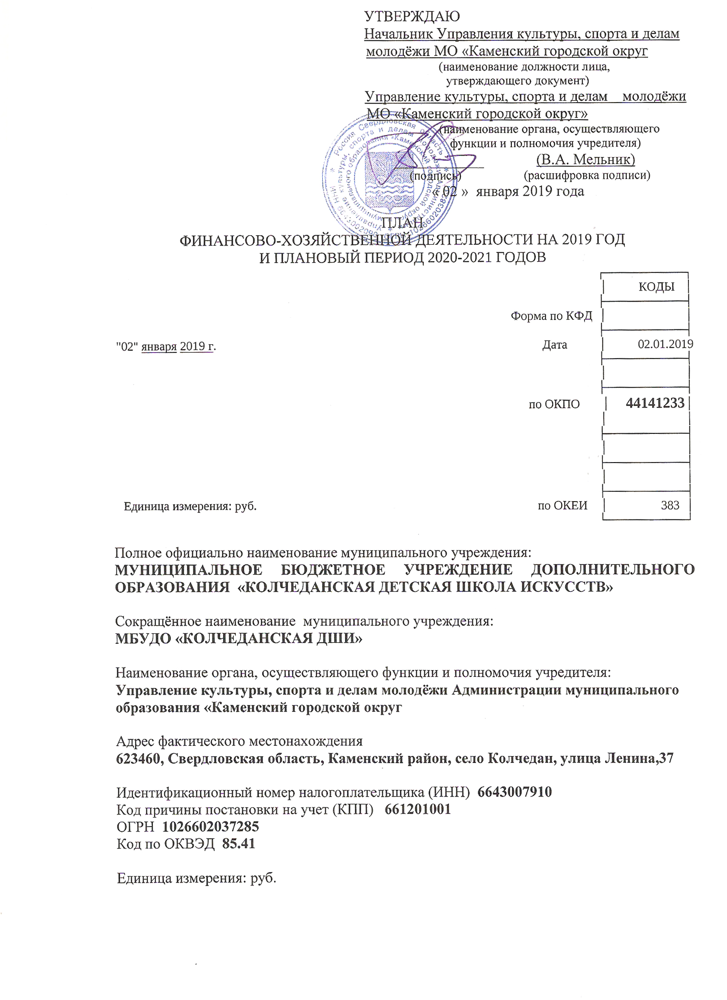 УТВЕРЖДАЮ
Начальник Управления культуры, спорта и делам
молодёжи МО «Каменский городской округ
(наименование должности лица,
утверждающего документ)
Управление культуры, спорта и делам молодёжи
МО «Каменский городской округ»
(наименование органа, осуществляющего
функции и полномочия учредителя)
(В.А. Мельник)
(подпись) (расшифровка подписи)
« 02 » января 2019 года
Россия Свердловская область
ПЛАН
ФИНАНСОВО-ХОЗЯЙСТВЕННОЙ ДЕЯТЕЛЬНОСТИ НА 2019 ГОД
И ПЛАНОВЫЙ ПЕРИОД 2020-2021 ГОДОВ
КОДЫ
Форма по КФД
"02" января 2019 г. Дата 02.01.2019
по ОКПО 44141233
Единица измерения: руб. по ОКЕИ 383
Полное официально наименование муниципального учреждения:
МУНИЦИПАЛЬНОЕ БЮДЖЕТНОЕ УЧРЕЖДЕНИЕ ДОПОЛНИТЕЛЬНОГО
ОБРАЗОВАНИЯ «КОЛЧЕДАНСКАЯ ДЕТСКАЯ ШКОЛА ИСКУССТВ»
Сокращённое наименование муниципального учреждения:
МБУДО «КОЛЧЕДАНСКАЯ ДШИ»
Наименование органа, осуществляющего функции и полномочия учредителя:
Управление культуры, спорта и делам молодёжи Администрации муниципального
образования «Каменский городской округ
Адрес фактического местонахождения
623460, Свердловская область, Каменский район, село Колчедан, улица Ленина,37
Идентификационный номер налогоплательщика (ИНН) 6643007910
Код причины постановки на учет (КПП) 661201001
ОГРН 1026602037285
Код по ОКВЭД 85.41
Единица измерения: руб.